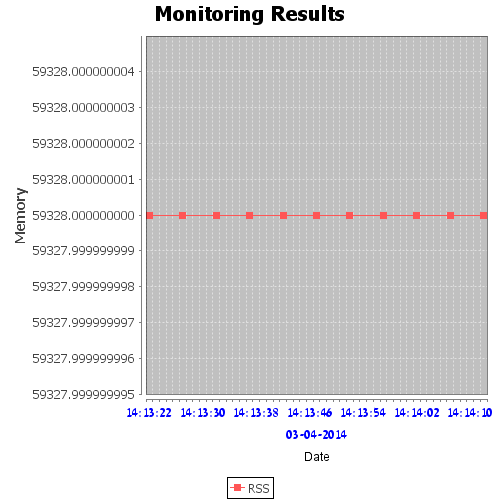 Monitoring Results
59328.000000004
59328.000000003
59328.000000002
59328.000000001
59328.000000000
59327.999999999
59327.999999998
59327.999999997
59327.999999996
59327.999999995
Memory
14:13:22 14:13:30 14:13:38 14:13:46 14:13:54 14:14:02 14:14:10
03-04-2014
Date
RSS